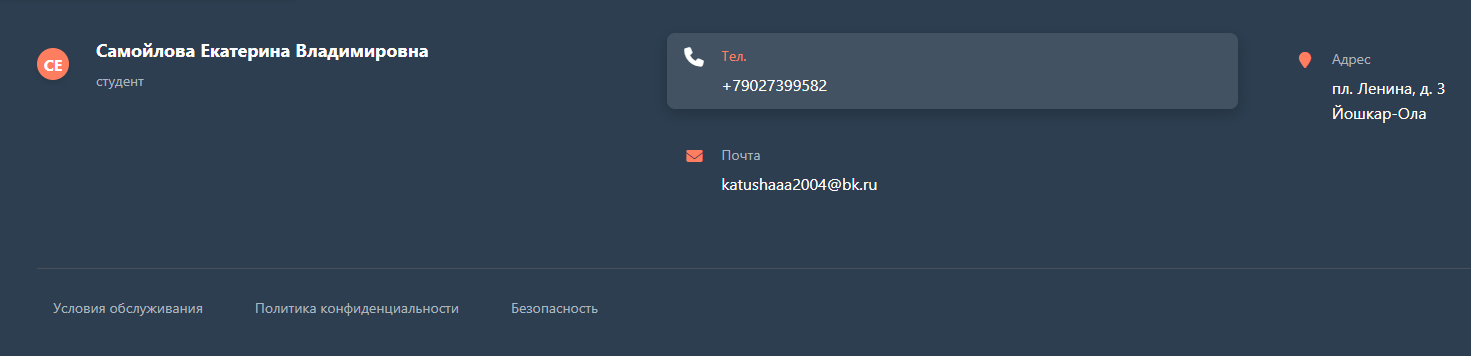 СЕ
Самойлова Екатерина Владимировна
студент
Тел.
+79027399582
Почта
katushaaa2004@bk.ru
Адрес
пл. Ленина, д. 3
Йошкар-Ола
Условия обслуживания
Политика конфиденциальности
Безопасность